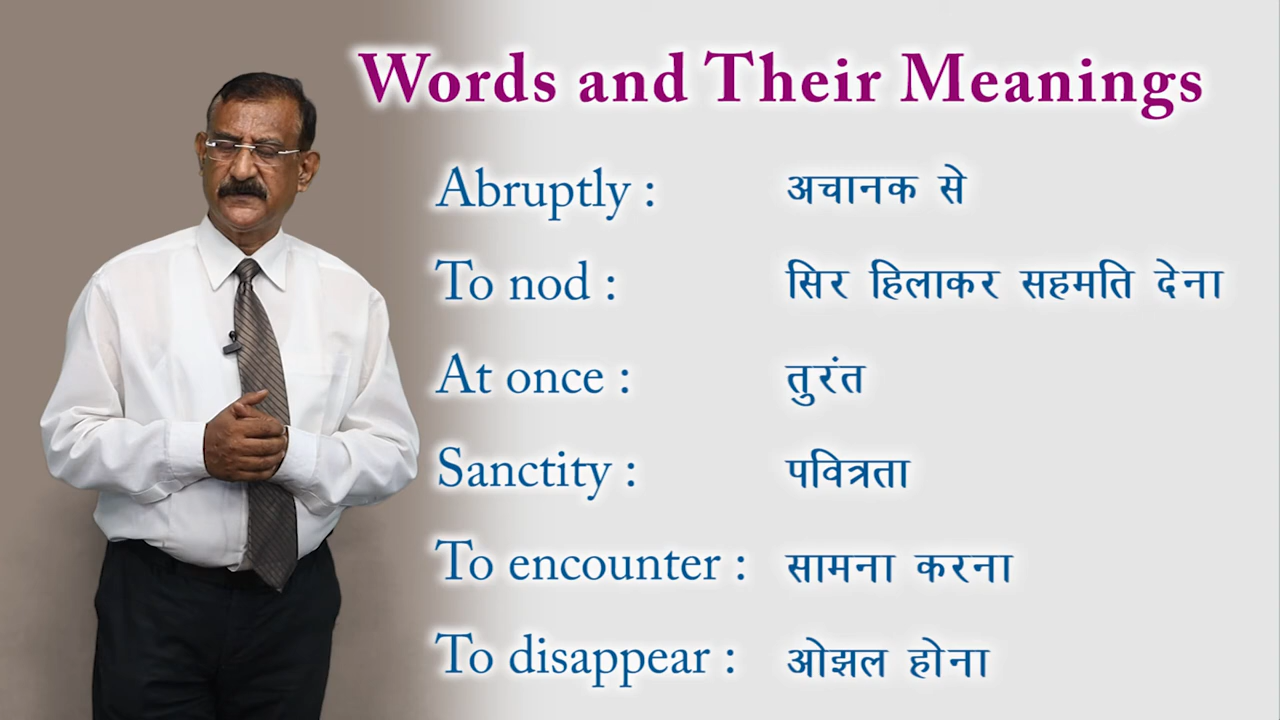 Words and Their Meanings
Abruptly : अचानक से
To nod : सिर हिलाकर सहमति देना
At once : तुरंत
Sanctity : पवित्रता
To encounter : सामना करना
To disappear : ओझल होना